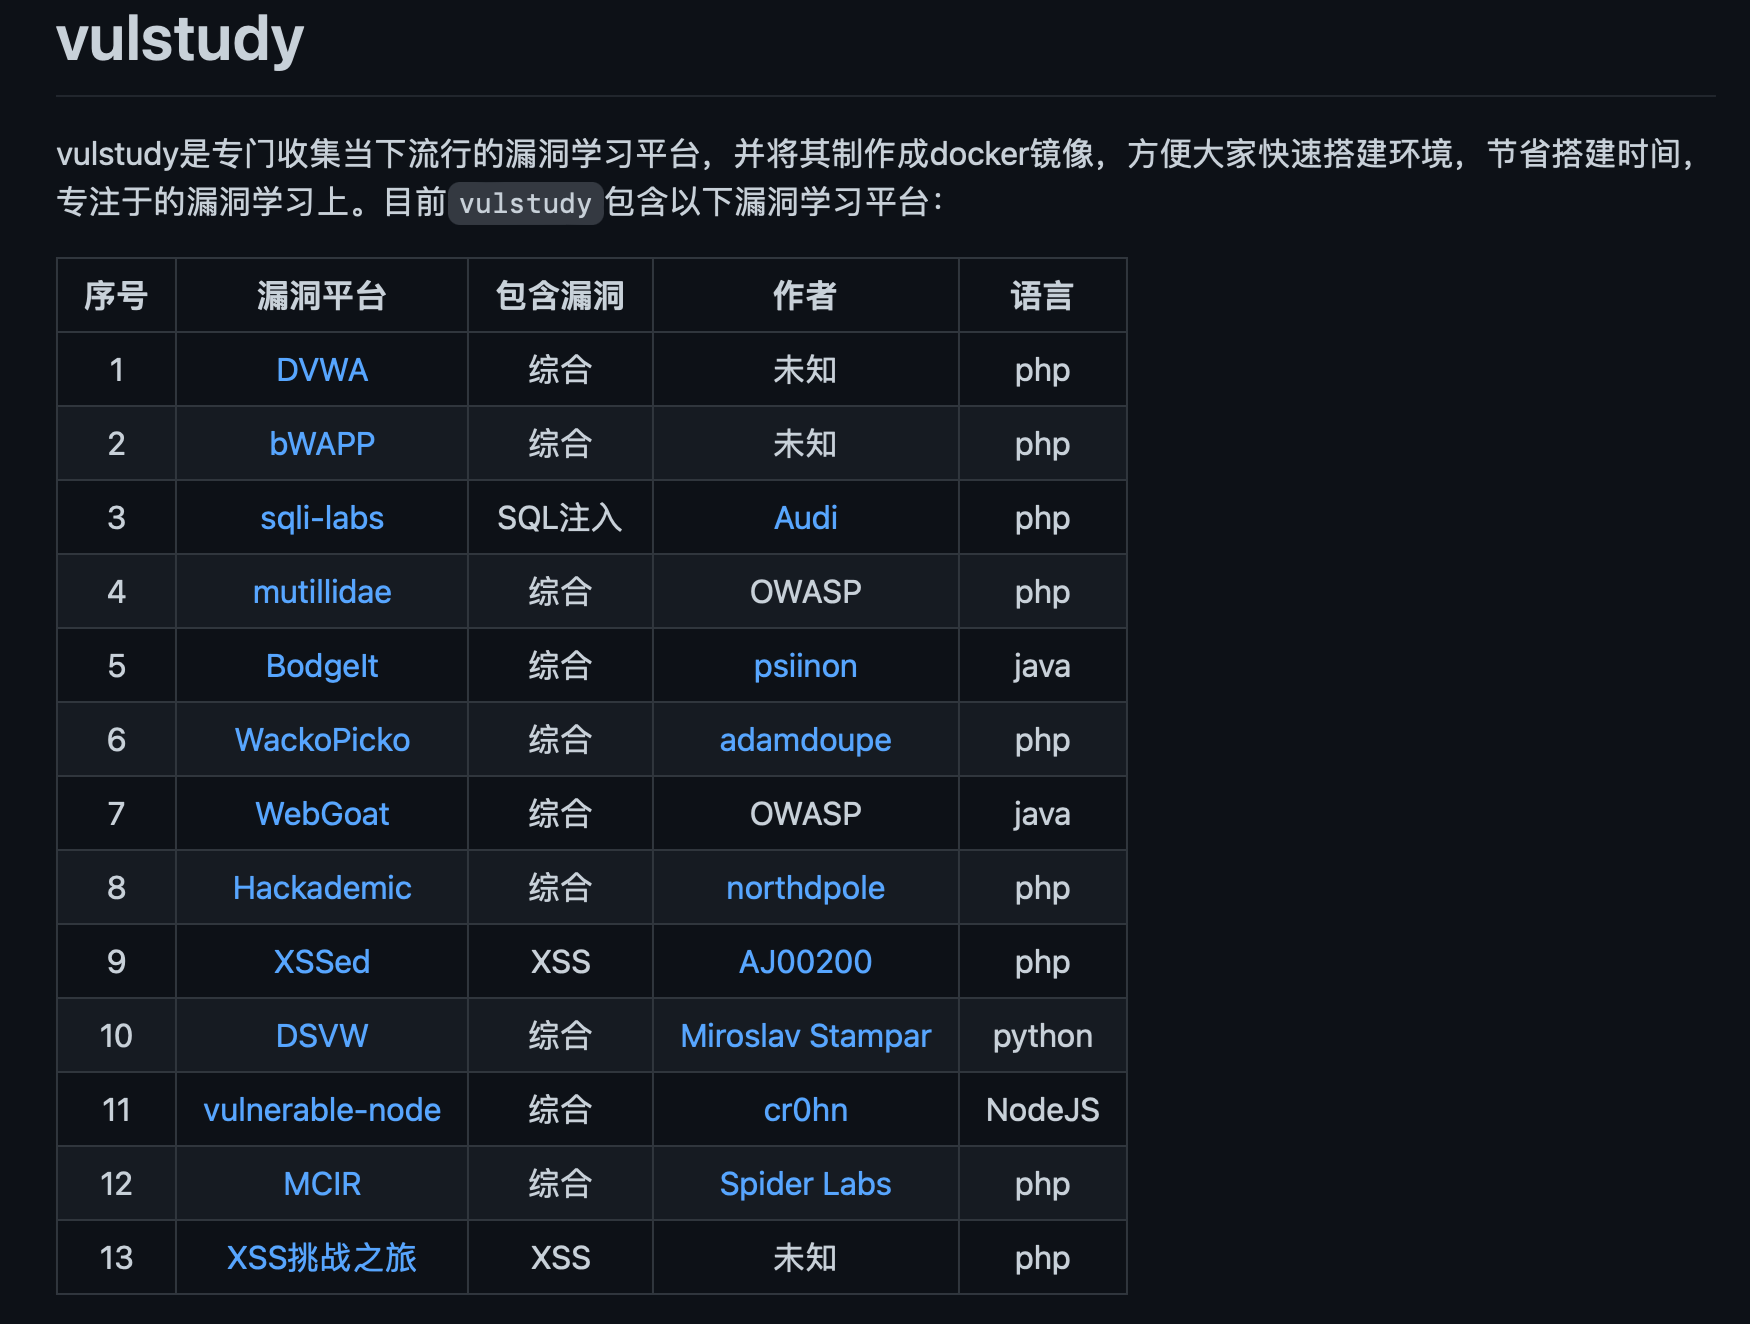 vulstudy
vulstudy是专门收集当下流行的漏洞学习平台，并将其制作成docker镜像，方便大家快速搭建环境，节省搭建时间，
专注于的漏洞学习上。目前 vulstudy 包含以下漏洞学习平台：
序号 漏洞平台 包含漏洞 作者 语言
1 DVWA 综合 未知 php
2 bWAPP 综合 未知 php
3 sqli-labs SQL注入 Audi php
4 mutillidae 综合 OWASP php
5 BodgeIt 综合 psiinon java
6 WackoPicko 综合 adamdoupe php
7 WebGoat 综合 OWASP java
8 Hackademic 综合 northdpole php
9 XSSed XSS AJ00200 php
10 DSVW 综合 Miroslav Stampar python
11 vulnerable-node 综合 cr0hn NodeJS
12 MCIR 综合 Spider Labs php
13 XSS挑战之旅 XSS 未知 php